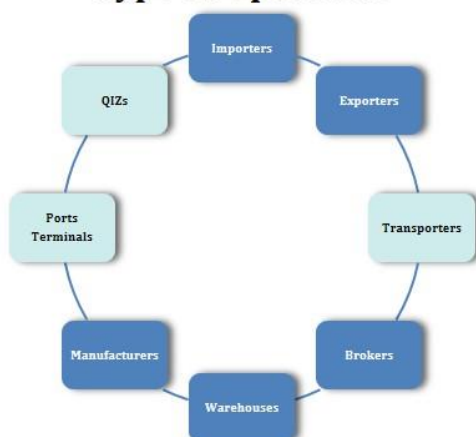 Importers
QIZs
Exporters
Ports
Terminals
Transporters
Manufacturers
Brokers
Warehouses